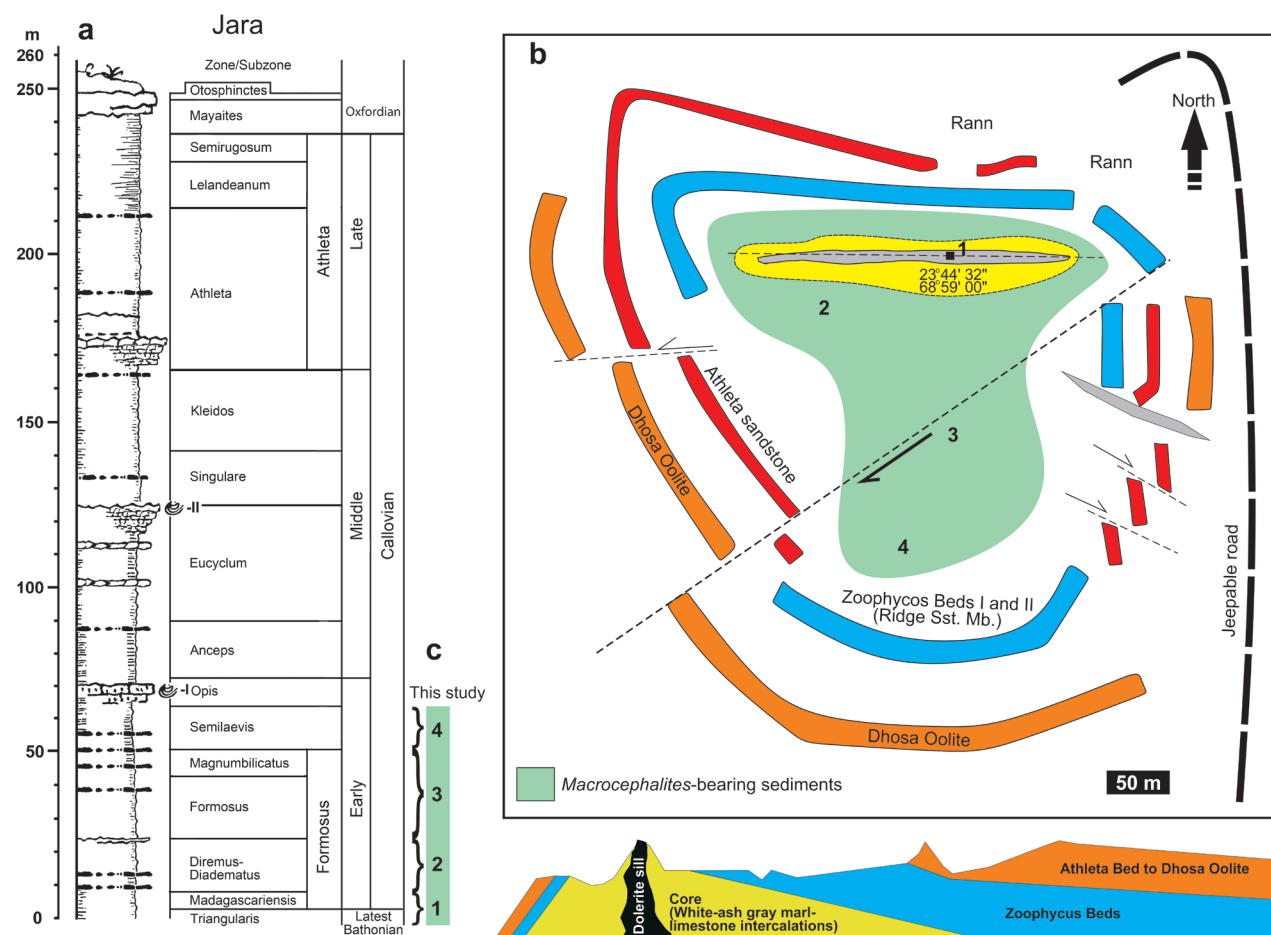 a
Jara
m
260
250
200
150
100
50
0
Zone/Subzone
Otosphinctes
Mayaites
Oxfordian
Semirugosum
Lelandeanum
Athleta
Athleta
Late
Kleidos
Singulare
-II
Eucyclum
Middle
Callovian
Anceps
-I
Opis
Semilaevis
Magnumbilicatus
Formosus
Diremus-
Diadematus
Madagascariensis
Formosus
Early
Triangularis
Latest
Bathonian
c
This study
4
3
2
1
b
North
Rann
Rann
1
23°44' 32"
68°59' 00"
2
3
4
Athleta sandstone
Dhosa Oolite
Zoophycos Beds I and II
(Ridge Sst. Mb.)
Dhosa Oolite
Jeepable road
Macrocephalites-bearing sediments
50 m
Dolerite sill
Core
(White-ash gray marl-
limestone intercalations)
Athleta Bed to Dhosa Oolite
Zoophycus Beds